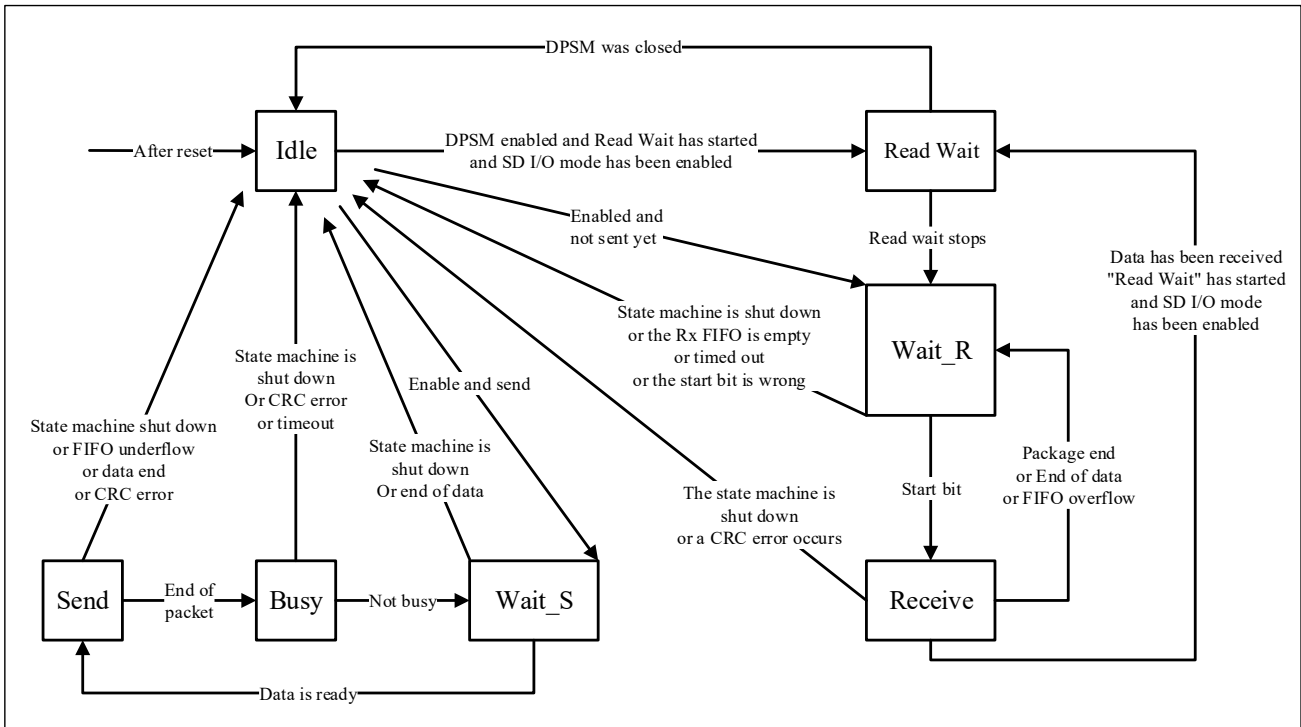 DPSM was closed
After reset
Idle
DPSM enabled and Read Wait has started
and SD I/O mode has been enabled
Read Wait
Enabled and
not sent yet
Read wait stops
Data has been received
"Read Wait" has started
and SD I/O mode
has been enabled
State machine is shut down
or the Rx FIFO is empty
or timed out
or the start bit is wrong
Wait_R
State machine is
shut down
Or CRC error
or timeout
Enable and send
State machine shut down
or FIFO underflow
or data end
or CRC error
State machine is
shut down
Or end of data
The state machine is
shut down
or a CRC error occurs
Start bit
Package end
or End of data
or FIFO overflow
Send
End of
packet
Busy
Not busy
Wait_S
Receive
Data is ready